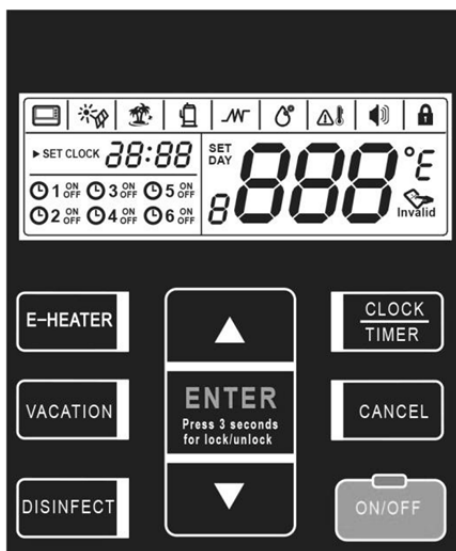 SET CLOCK 88:88
SET DAY 8 888 °E
1 ON OFF 3 ON OFF 5 ON OFF
2 ON OFF 4 ON OFF 6 ON OFF
Invalid
E-HEATER
CLOCK
TIMER
VACATION
ENTER
Press 3 seconds
for lock/unlock
CANCEL
DISINFECT
ON/OFF